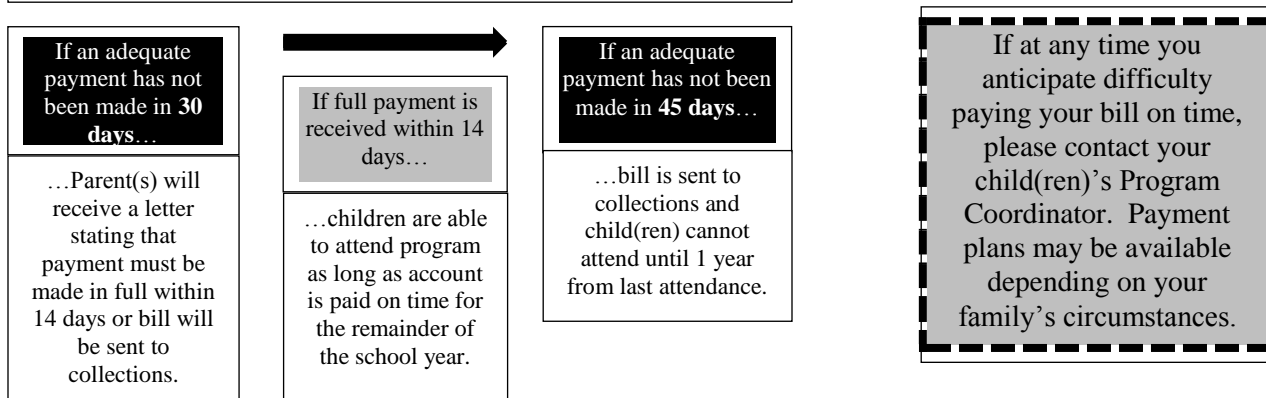 If an adequate
payment has not
been made in 30
days…
…Parent(s) will
receive a letter
stating that
payment must be
made in full within
14 days or bill will
be sent to
collections.
If full payment is
received within 14
days…
…children are able
to attend program
as long as account
is paid on time for
the remainder of
the school year.
If an adequate
payment has not been
made in 45 days…
…bill is sent to
collections and
child(ren) cannot
attend until 1 year
from last attendance.
If at any time you
anticipate difficulty
paying your bill on time,
please contact your
child(ren)’s Program
Coordinator.  Payment
plans may be available
depending on your
family’s circumstances.